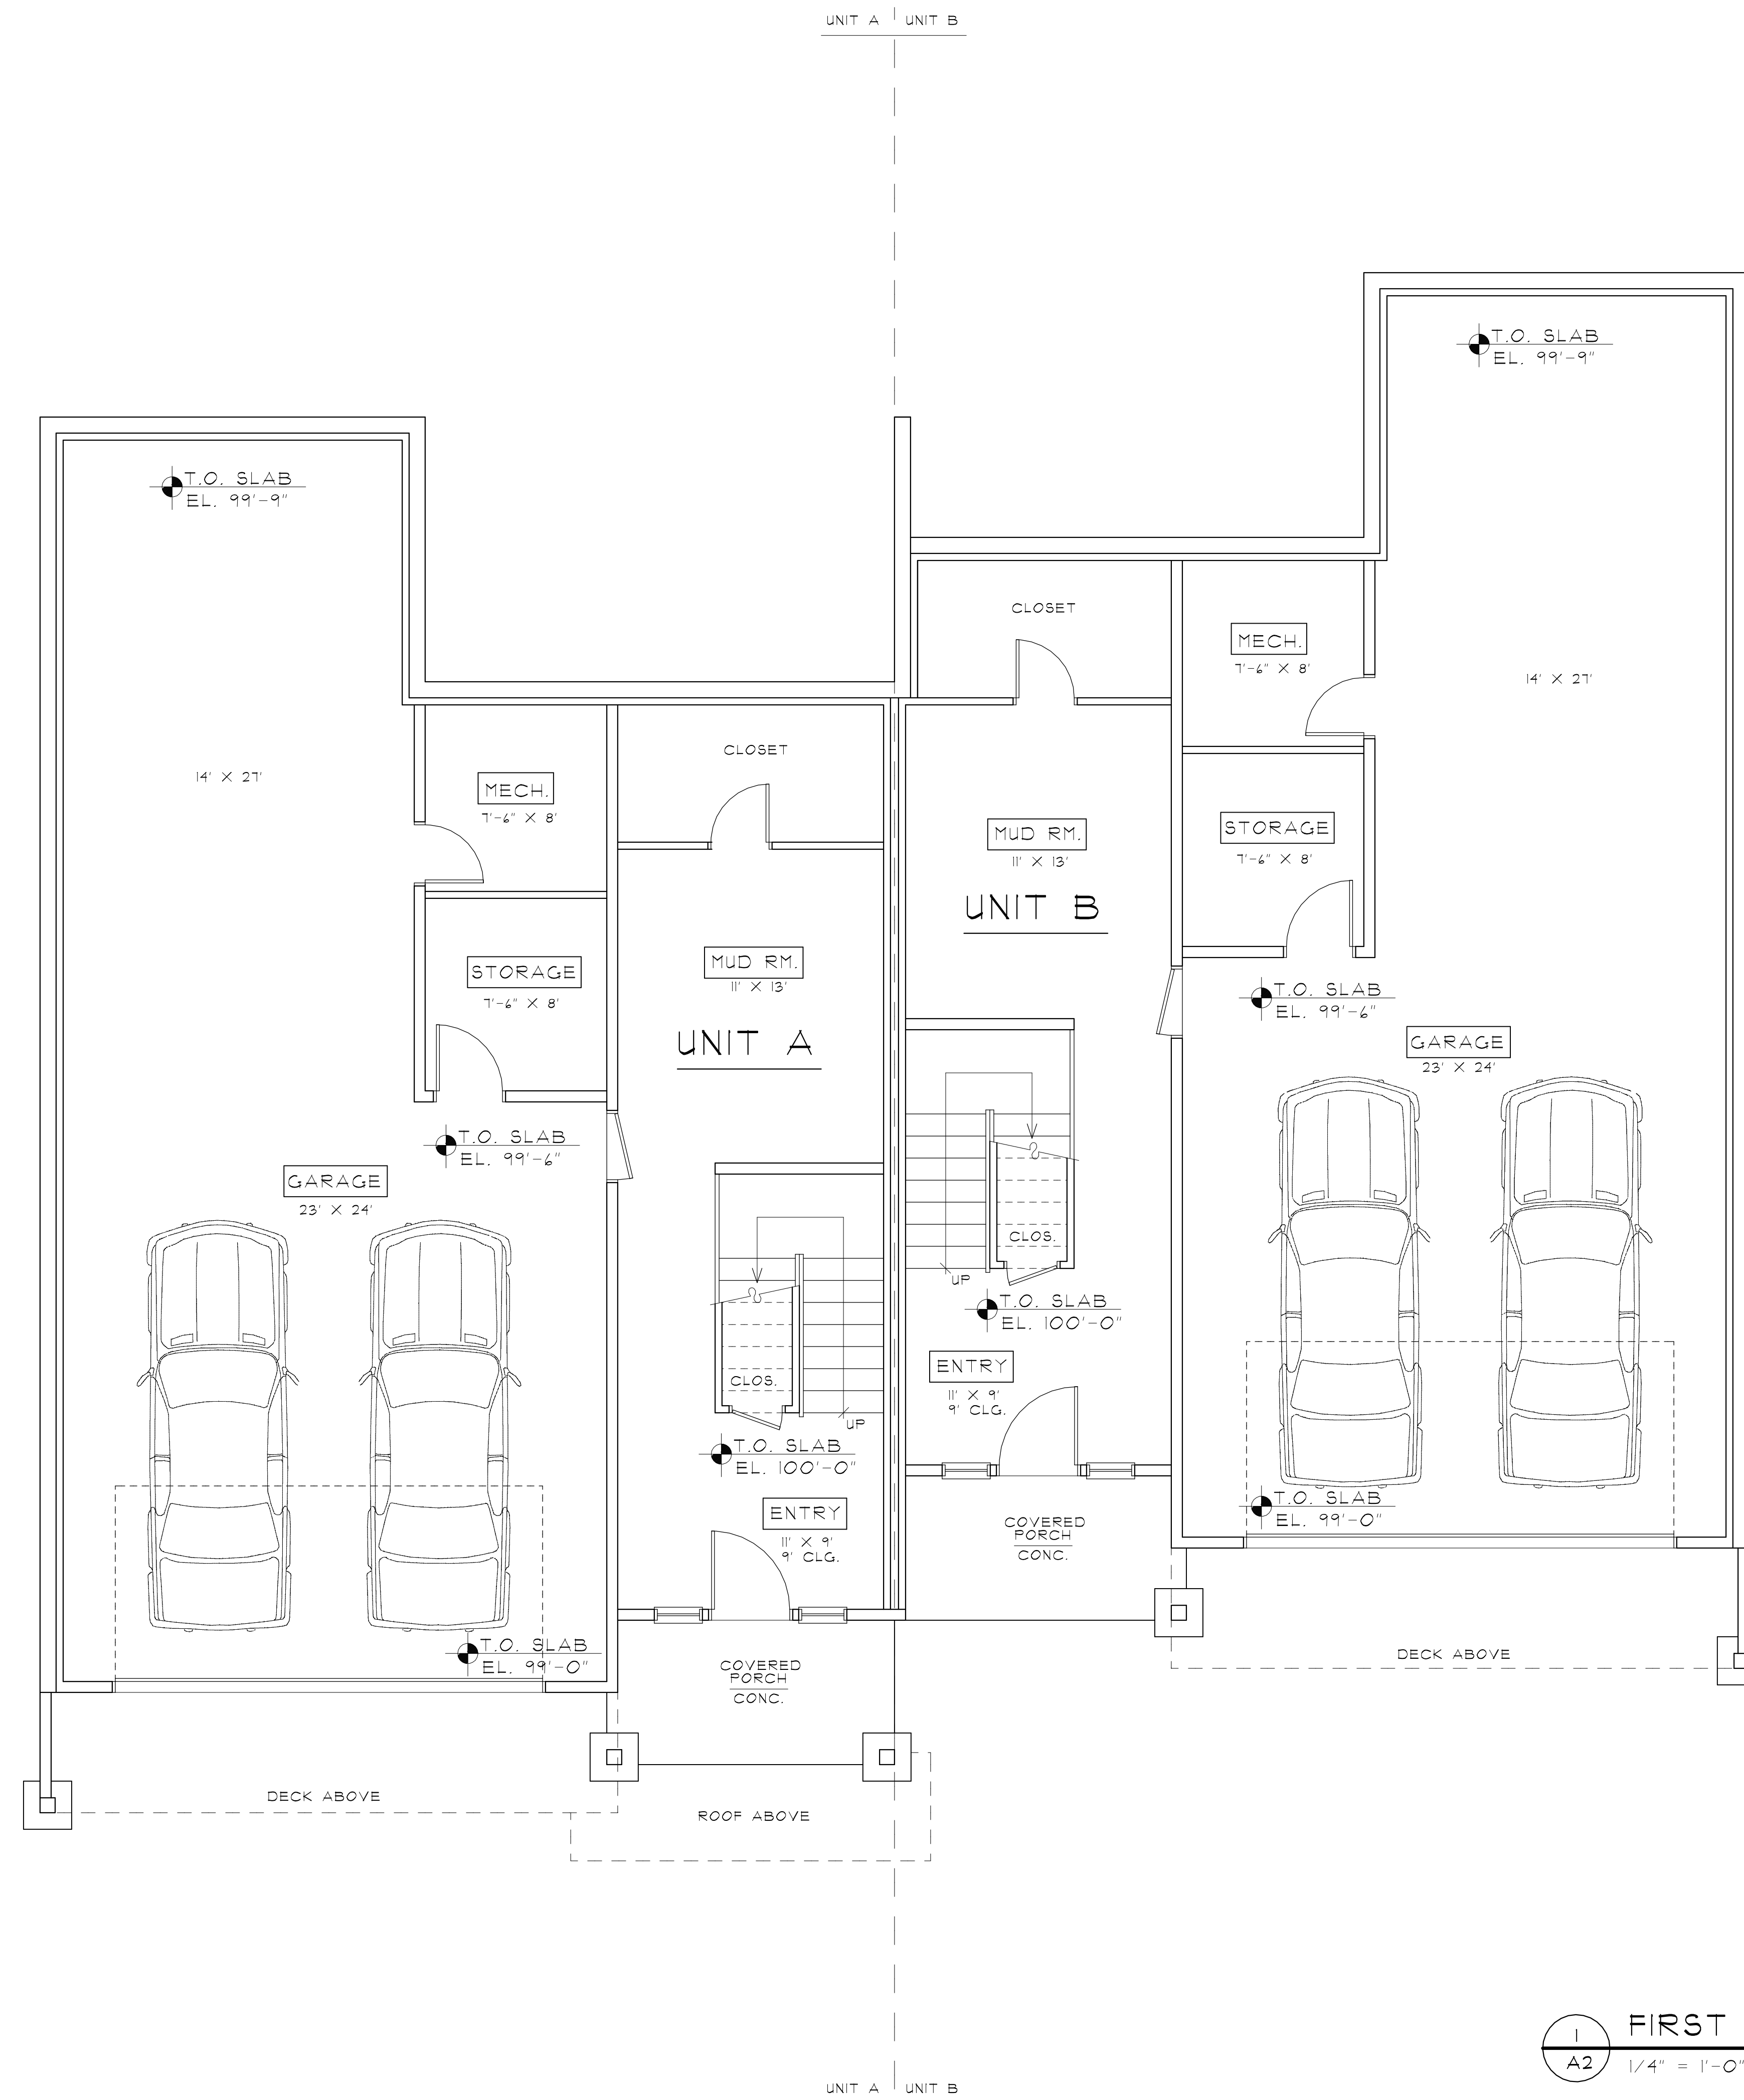 UNIT A
UNIT B
T.O. SLAB
EL. 99'-9"
T.O. SLAB
EL. 99'-9"
CLOSET
MECH.
7'-6" X 8'
14' X 27'
CLOSET
14' X 27'
MECH.
7'-6" X 8'
MUD RM.
11' X 13'
STORAGE
7'-6" X 8'
UNIT B
MUD RM.
11' X 13'
STORAGE
7'-6" X 8'
T.O. SLAB
EL. 99'-6"
UNIT A
GARAGE
23' X 24'
T.O. SLAB
EL. 99'-6"
GARAGE
23' X 24'
CLOS.
UP
T.O. SLAB
EL. 100'-0"
ENTRY
11' X 9'
9' CLG.
CLOS.
UP
T.O. SLAB
EL. 100'-0"
ENTRY
11' X 9'
9' CLG.
T.O. SLAB
EL. 99'-0"
COVERED
PORCH
CONC.
T.O. SLAB
EL. 99'-0"
COVERED
PORCH
CONC.
DECK ABOVE
DECK ABOVE
ROOF ABOVE
1
A2
FIRST
1/4" = 1'-0"
UNIT A
UNIT B